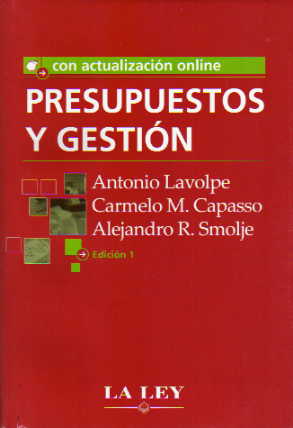 con actualización online
PRESUPUESTOS
Y GESTIÓN
Antonio Lavolpe
Carmelo M. Capasso
Alejandro R. Smolje
Edición 1
LA LEY